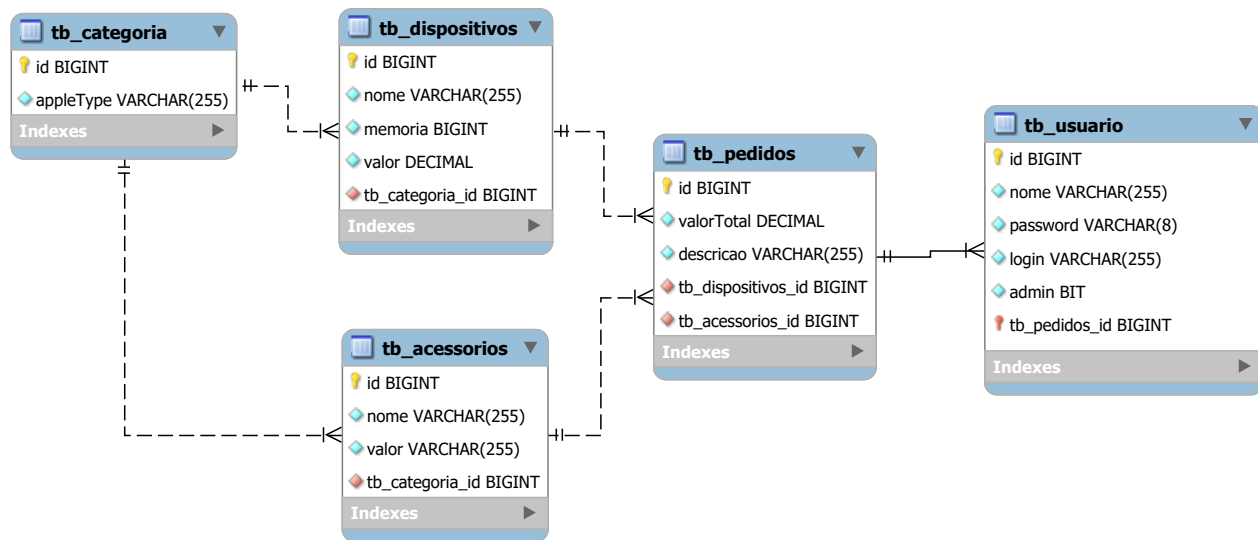 tb_categoria
id BIGINT
appleType VARCHAR(255)
Indexes
tb_dispositivos
id BIGINT
nome VARCHAR(255)
memoria BIGINT
valor DECIMAL
tb_categoria_id BIGINT
Indexes
tb_acessorios
id BIGINT
nome VARCHAR(255)
valor VARCHAR(255)
tb_categoria_id BIGINT
Indexes
tb_pedidos
id BIGINT
valorTotal DECIMAL
descricao VARCHAR(255)
tb_dispositivos_id BIGINT
tb_acessorios_id BIGINT
Indexes
tb_usuario
id BIGINT
nome VARCHAR(255)
password VARCHAR(8)
login VARCHAR(255)
admin BIT
tb_pedidos_id BIGINT
Indexes